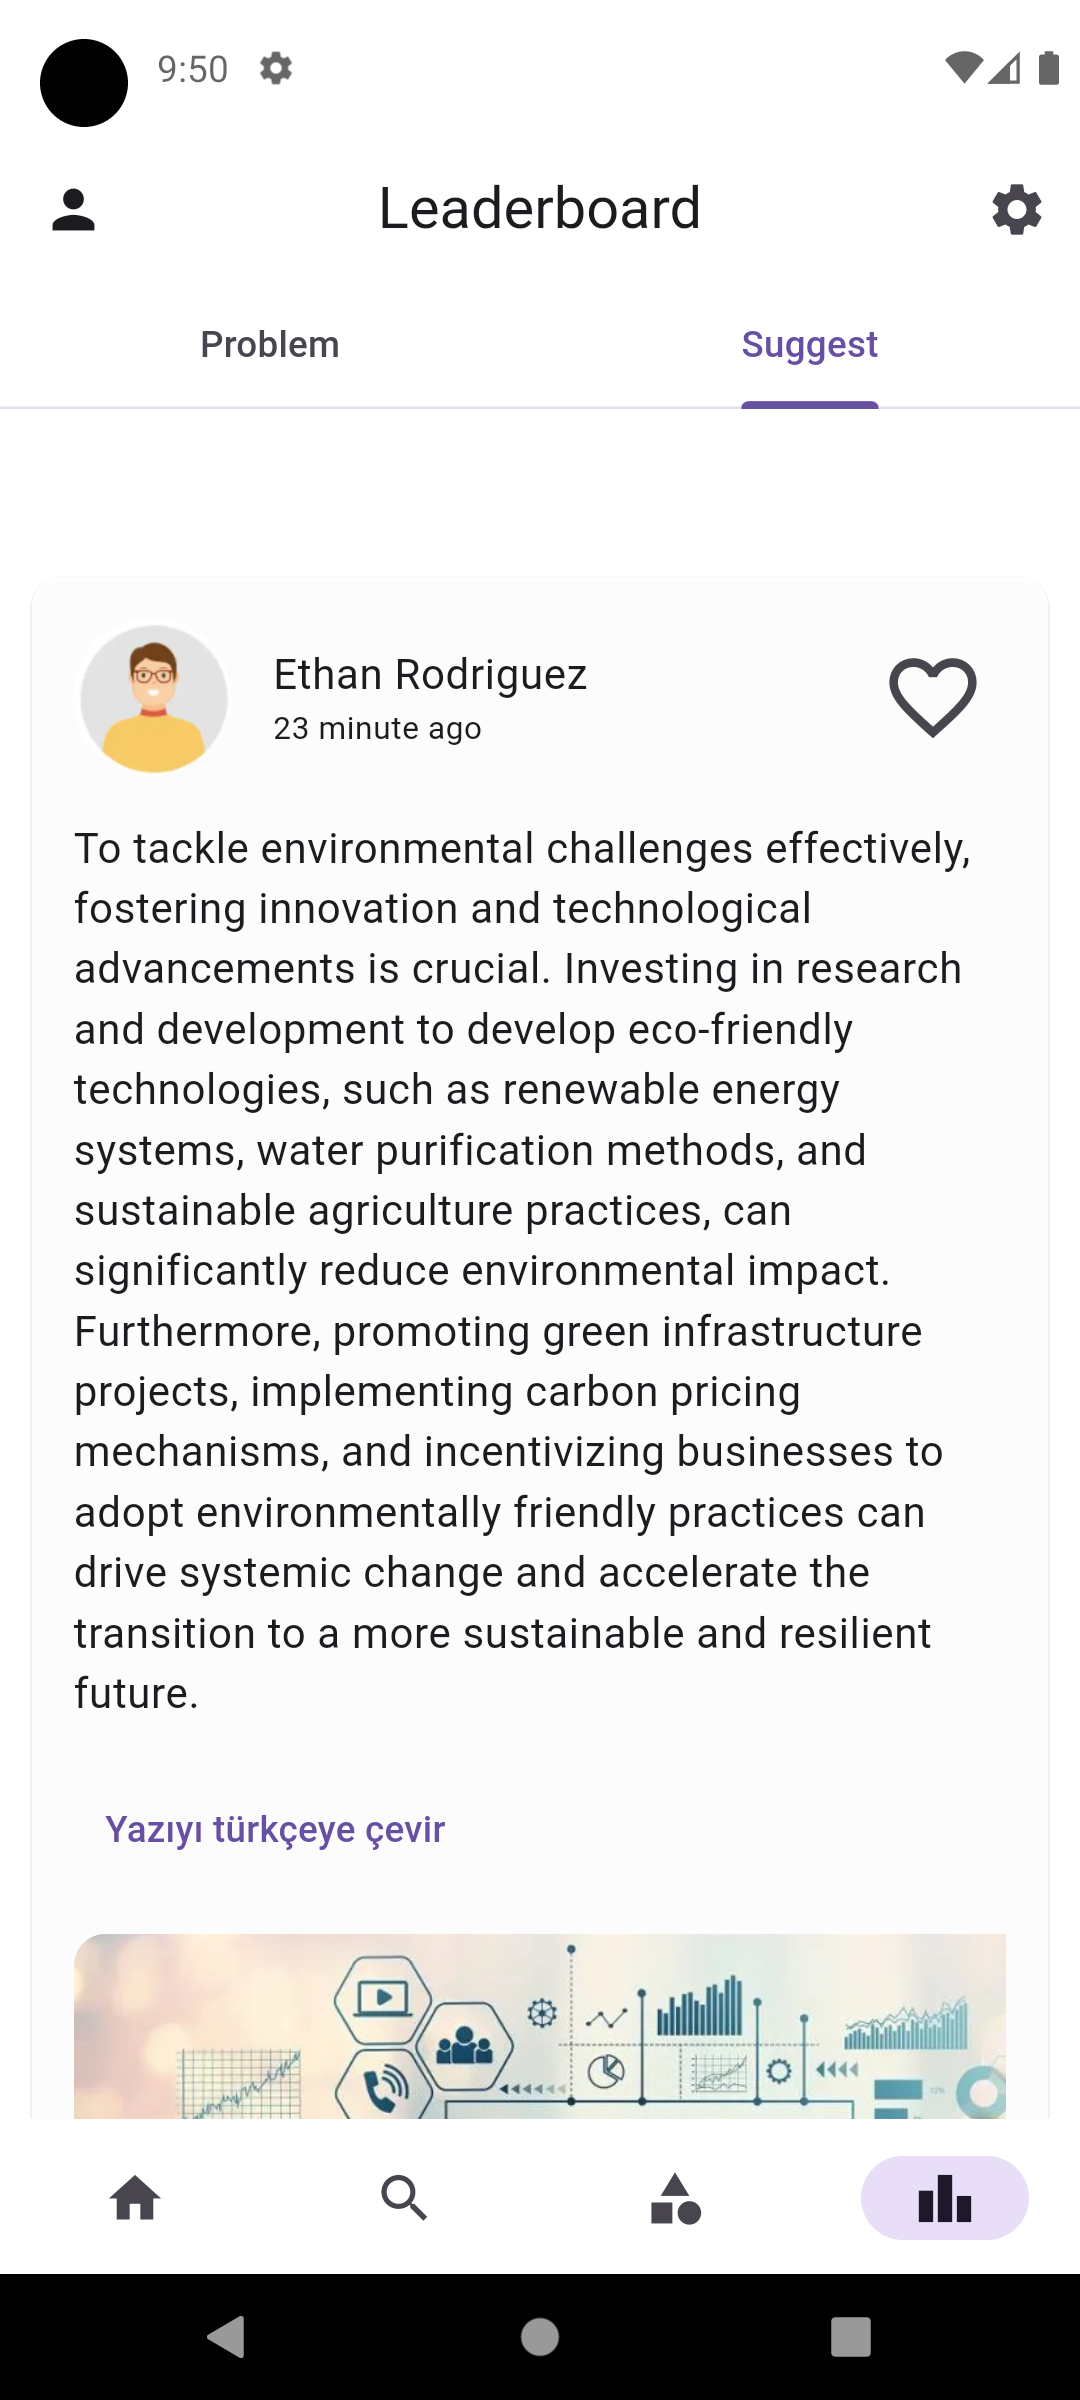 9:50
Leaderboard
Problem
Suggest
Ethan Rodriguez
23 minute ago
To tackle environmental challenges effectively,
fostering innovation and technological
advancements is crucial. Investing in research
and development to develop eco-friendly
technologies, such as renewable energy
systems, water purification methods, and
sustainable agriculture practices, can
significantly reduce environmental impact.
Furthermore, promoting green infrastructure
projects, implementing carbon pricing
mechanisms, and incentivizing businesses to
adopt environmentally friendly practices can
drive systemic change and accelerate the
transition to a more sustainable and resilient
future.
Yazıyı türkçeye çevir